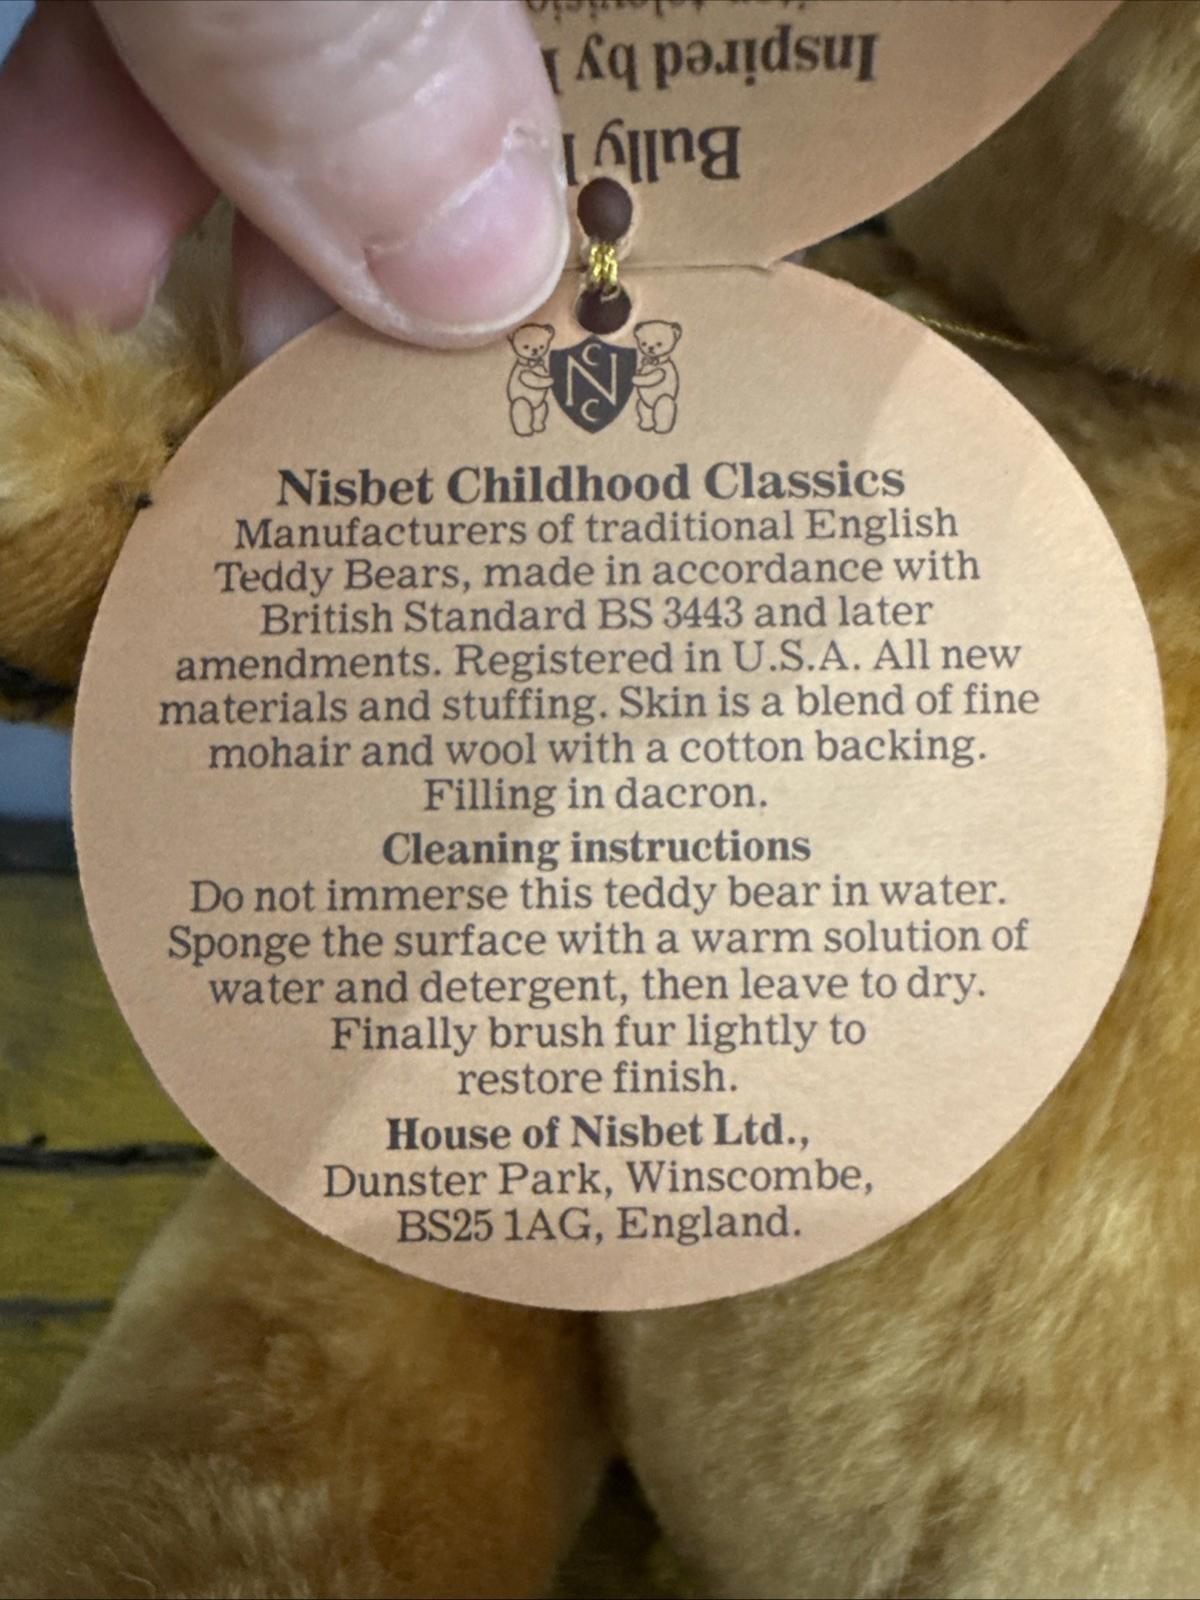 Inspired by
Bully
N
C
C
Nisbet Childhood Classics
Manufacturers of traditional English
Teddy Bears, made in accordance with
British Standard BS 3443 and later
amendments. Registered in U.S.A. All new
materials and stuffing. Skin is a blend of fine
mohair and wool with a cotton backing.
Filling in dacron.
Cleaning instructions
Do not immerse this teddy bear in water.
Sponge the surface with a warm solution of
water and detergent, then leave to dry.
Finally brush fur lightly to
restore finish.
House of Nisbet Ltd.,
Dunster Park, Winscombe,
BS25 1AG, England.